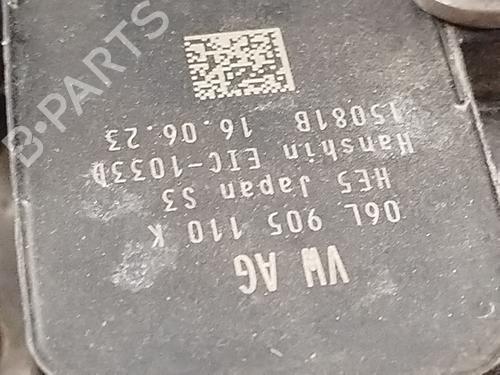 VW AG
06L 905 110 K
HE5 Japan S3
Hanshin EIC-1033D
15081B 16.06.23
B-PARTS